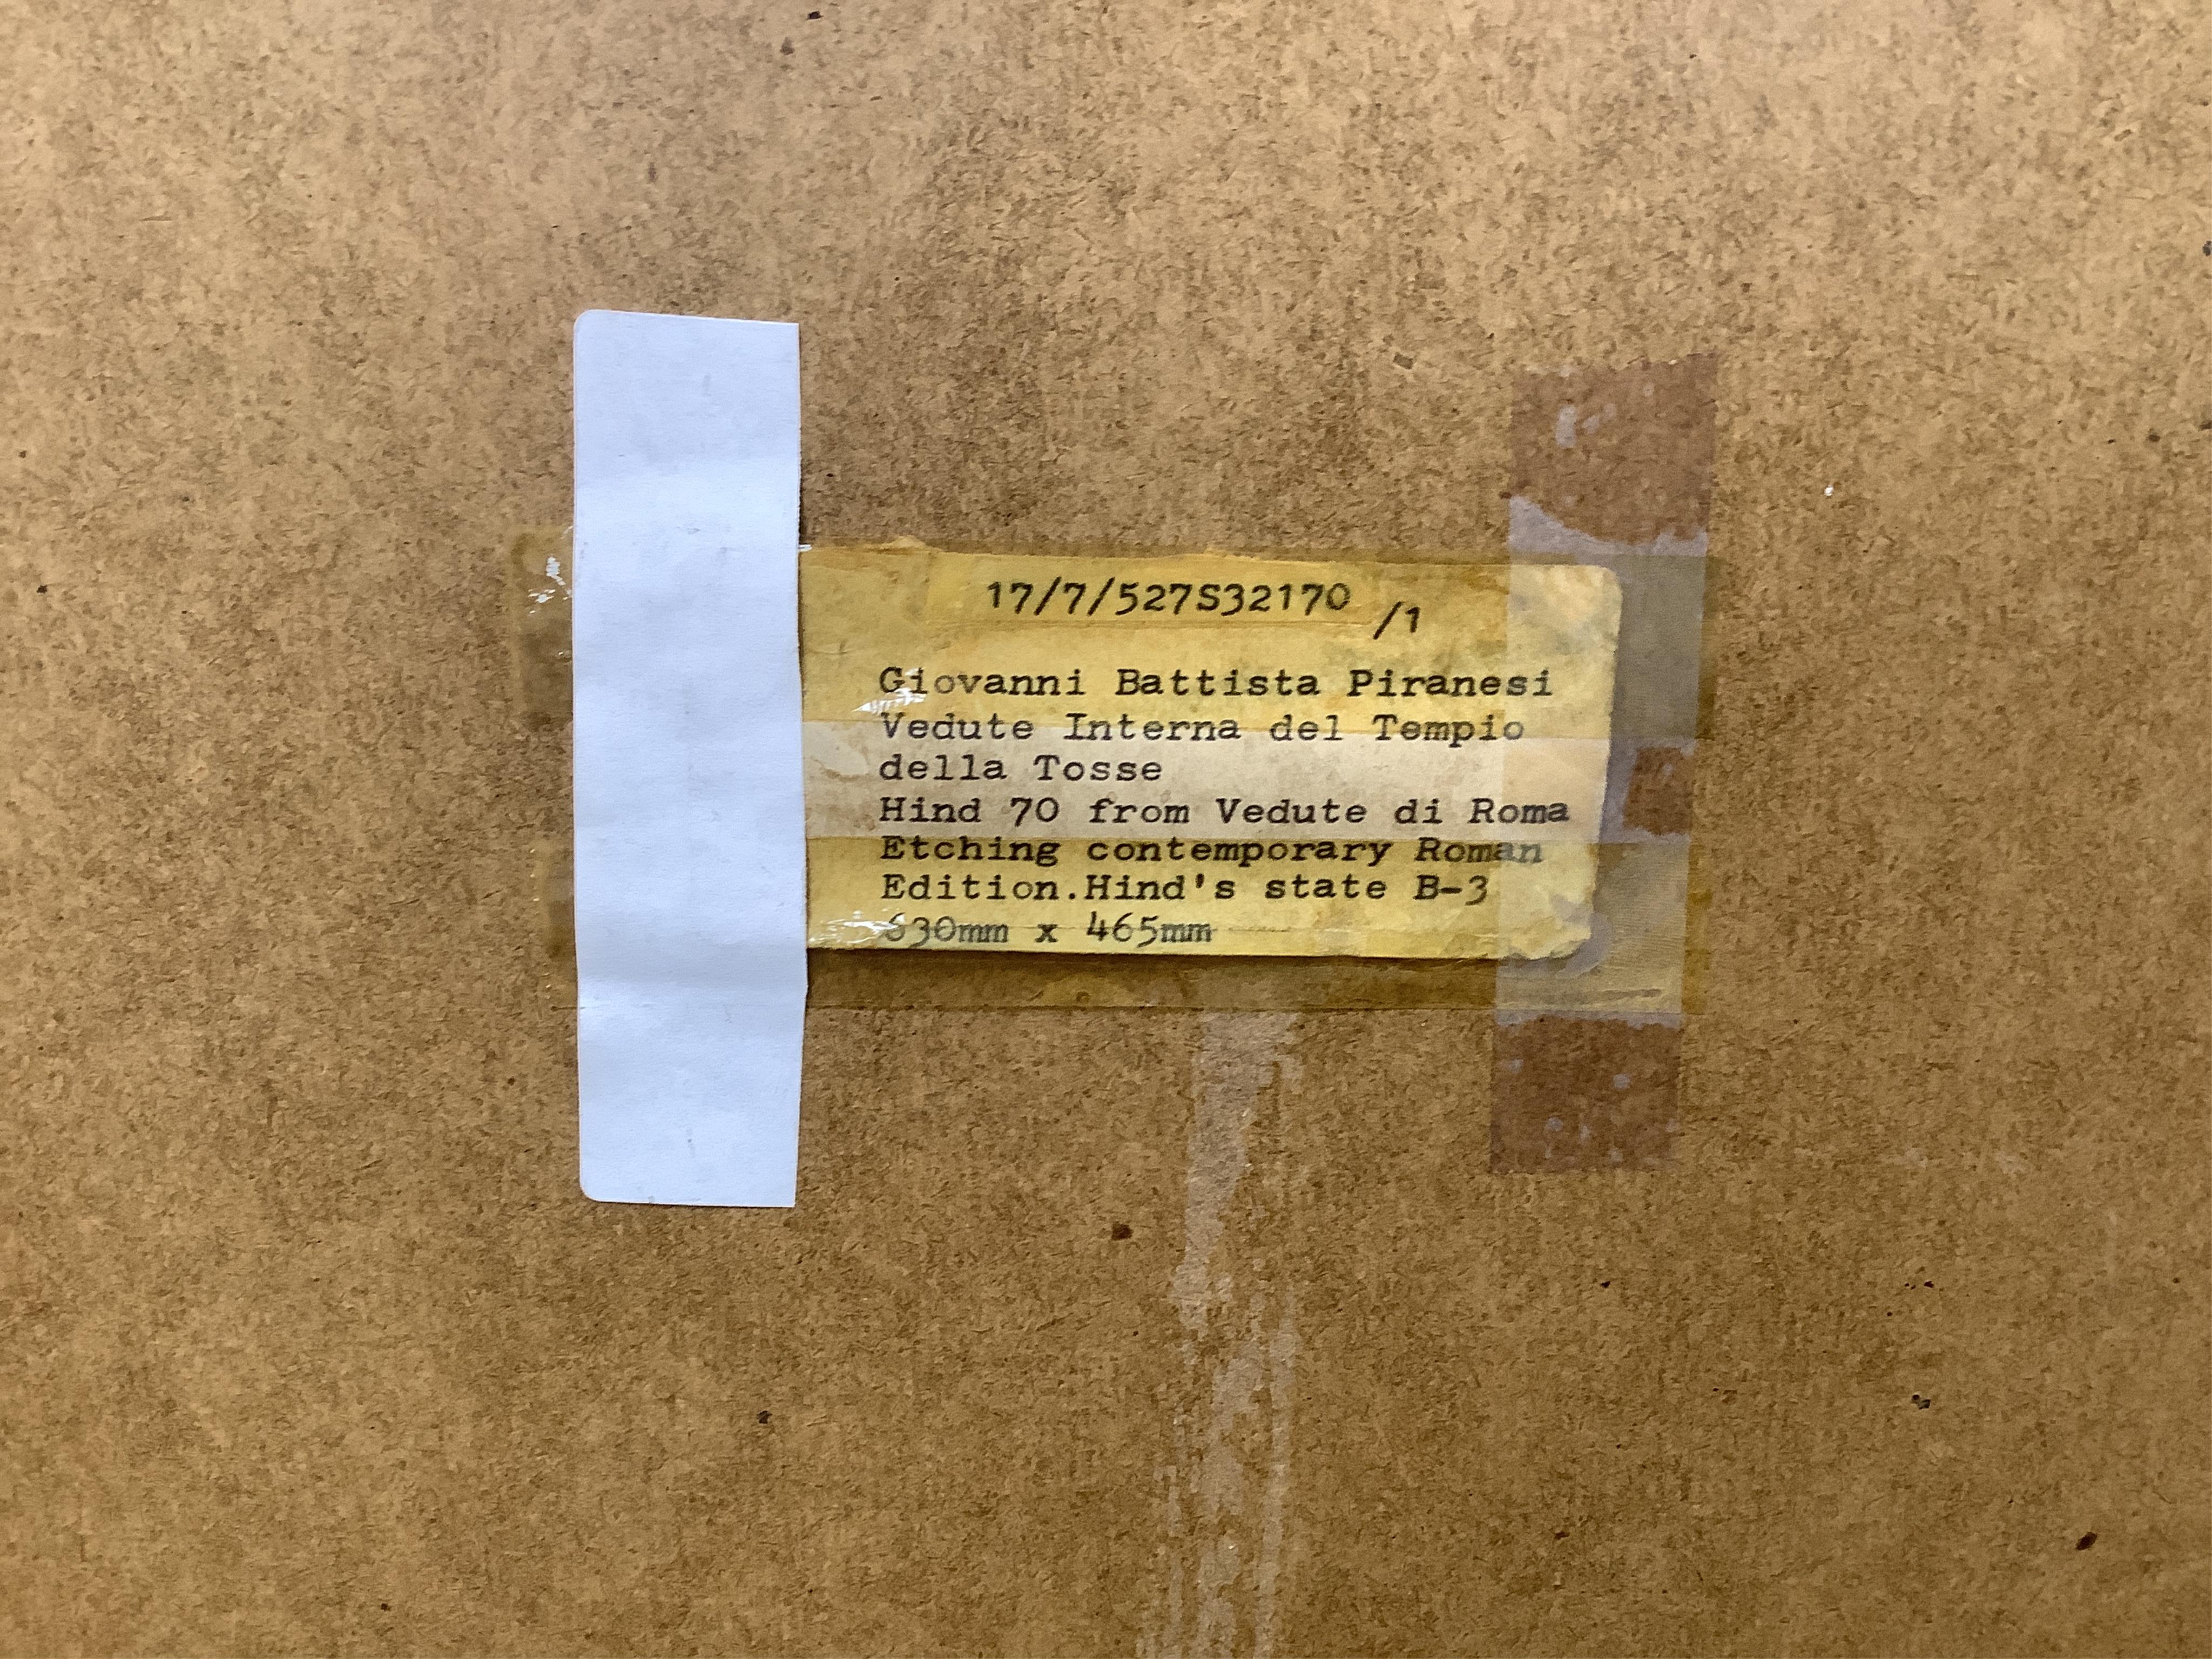 17/7/527S32170 /1
Giovanni Battista Piranesi
Vedute Interna del Tempio
della Tosse
Hind 70 from Vedute di Roma
Etching contemporary Roman
Edition.Hind's state B-3
630mm x 465mm